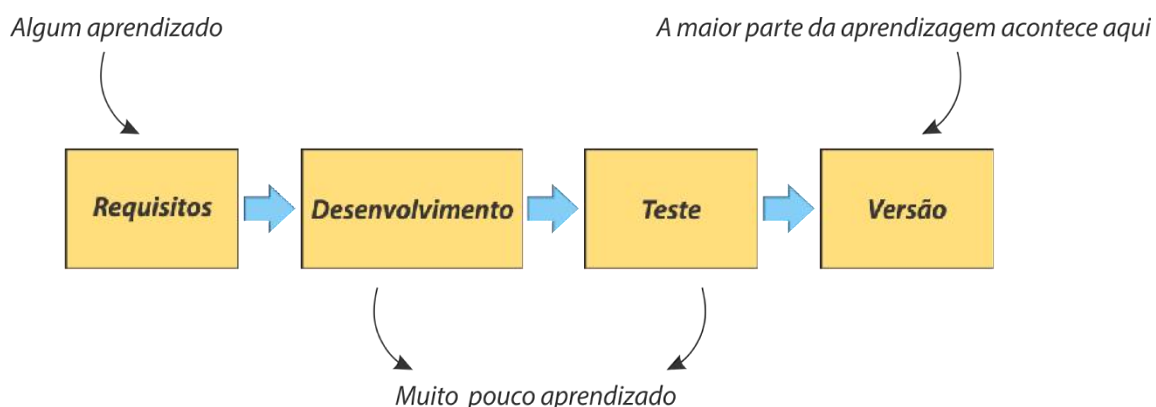 Algum aprendizado
A maior parte da aprendizagem acontece aqui
Requisitos
Desenvolvimento
Teste
Versão
Muito pouco aprendizado